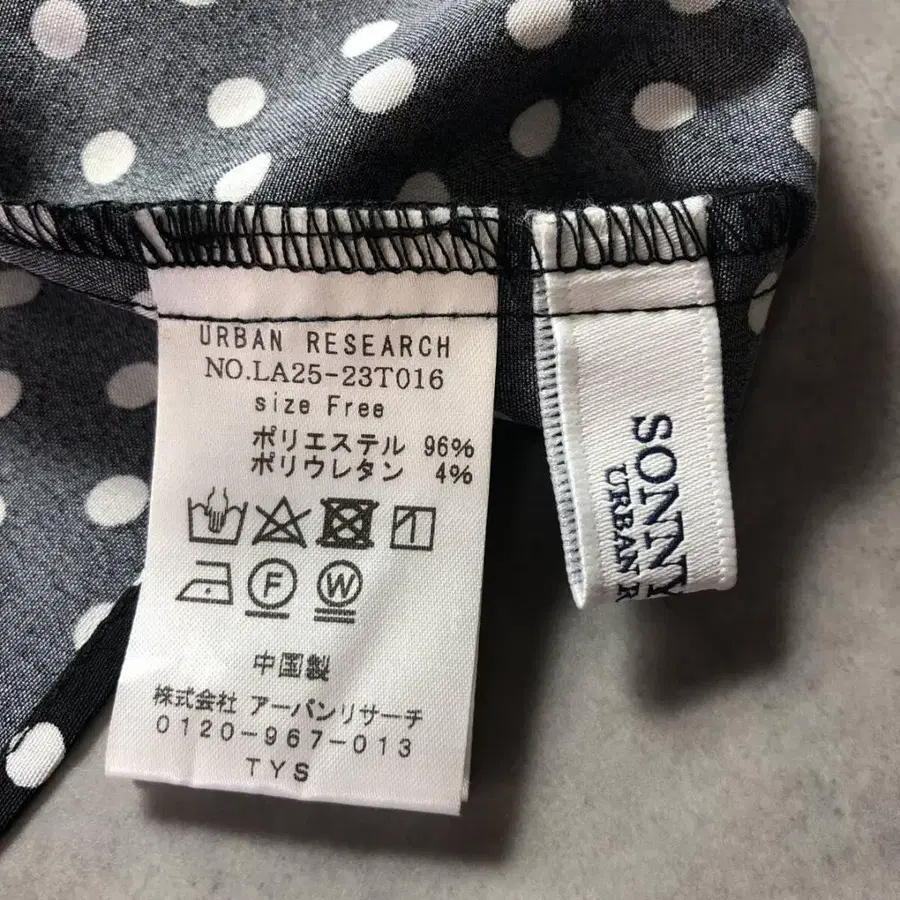 URBAN RESEARCH
NO.LA25-23T016
size Free
ポリエステル 96%
ポリウレタン 4%
F W
中国製
株式会社 アーバンリサーチ
0120-967-013
TYS
SONNY
URBAN R